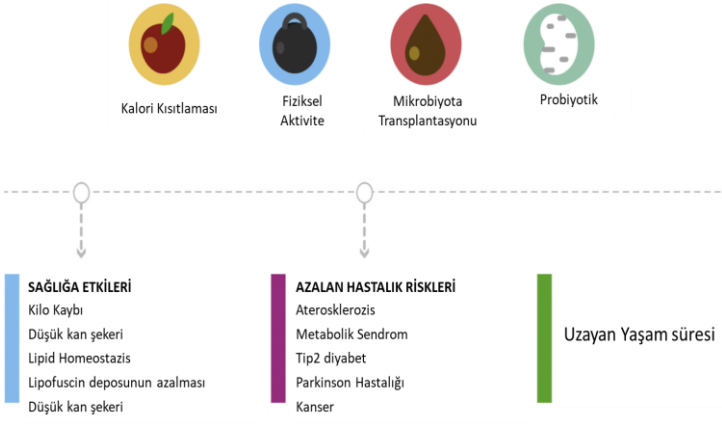 Kalori Kısıtlaması
Fiziksel
Aktivite
Mikrobiyota
Transplantasyonu
Probiyotik
SAĞLIĞA ETKİLERİ
Kilo Kaybı
Düşük kan şekeri
Lipid Homeostazis
Lipofuscin deposunun azalması
Düşük kan şekeri
AZALAN HASTALIK RİSKLERİ
Aterosklerozis
Metabolik Sendrom
Tip2 diyabet
Parkinson Hastalığı
Kanser
Uzayan Yaşam süresi